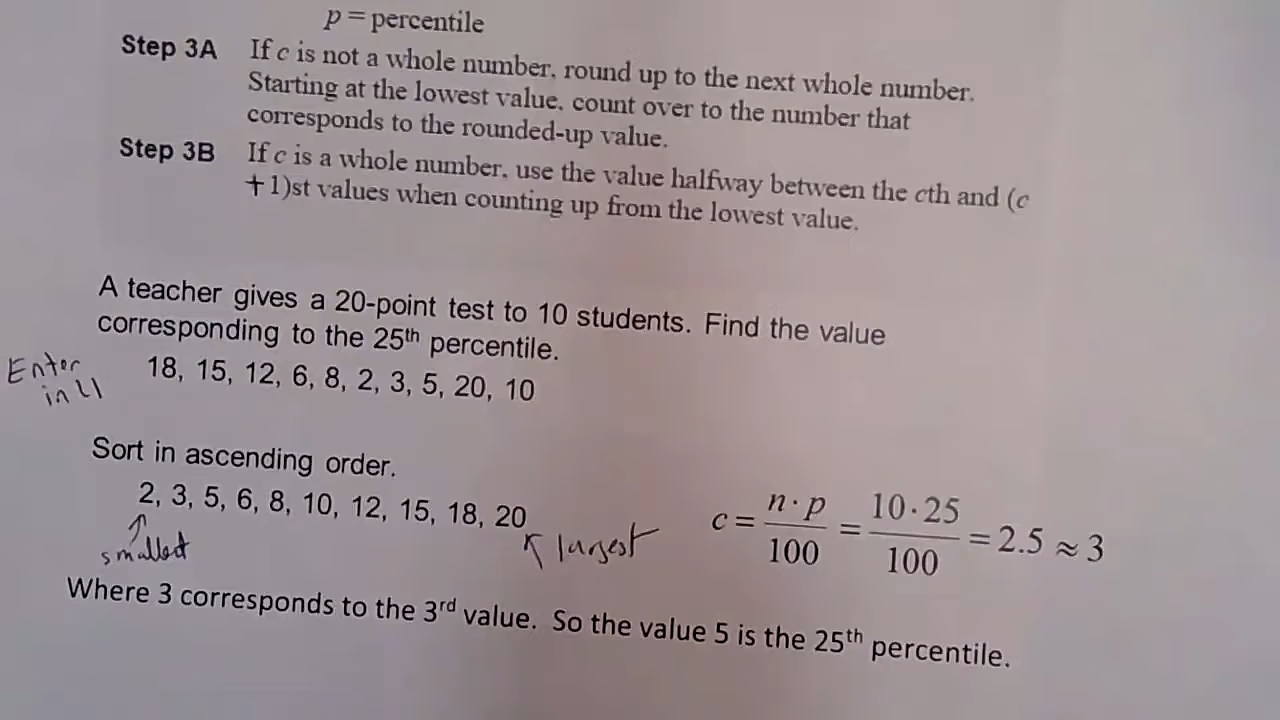 p = percentile
Step 3A If c is not a whole number, round up to the next whole number.
Starting at the lowest value, count over to the number that
corresponds to the rounded-up value.
Step 3B If c is a whole number, use the value halfway between the cth and (c
+1)st values when counting up from the lowest value.
A teacher gives a 20-point test to 10 students. Find the value
corresponding to the 25th percentile.
Enter
in L1
18, 15, 12, 6, 8, 2, 3, 5, 20, 10
Sort in ascending order.
2, 3, 5, 6, 8, 10, 12, 15, 18, 20
smallest
largest
c = n·p/100 = 10·25/100 = 2.5 ≈ 3
Where 3 corresponds to the 3rd value. So the value 5 is the 25th percentile.